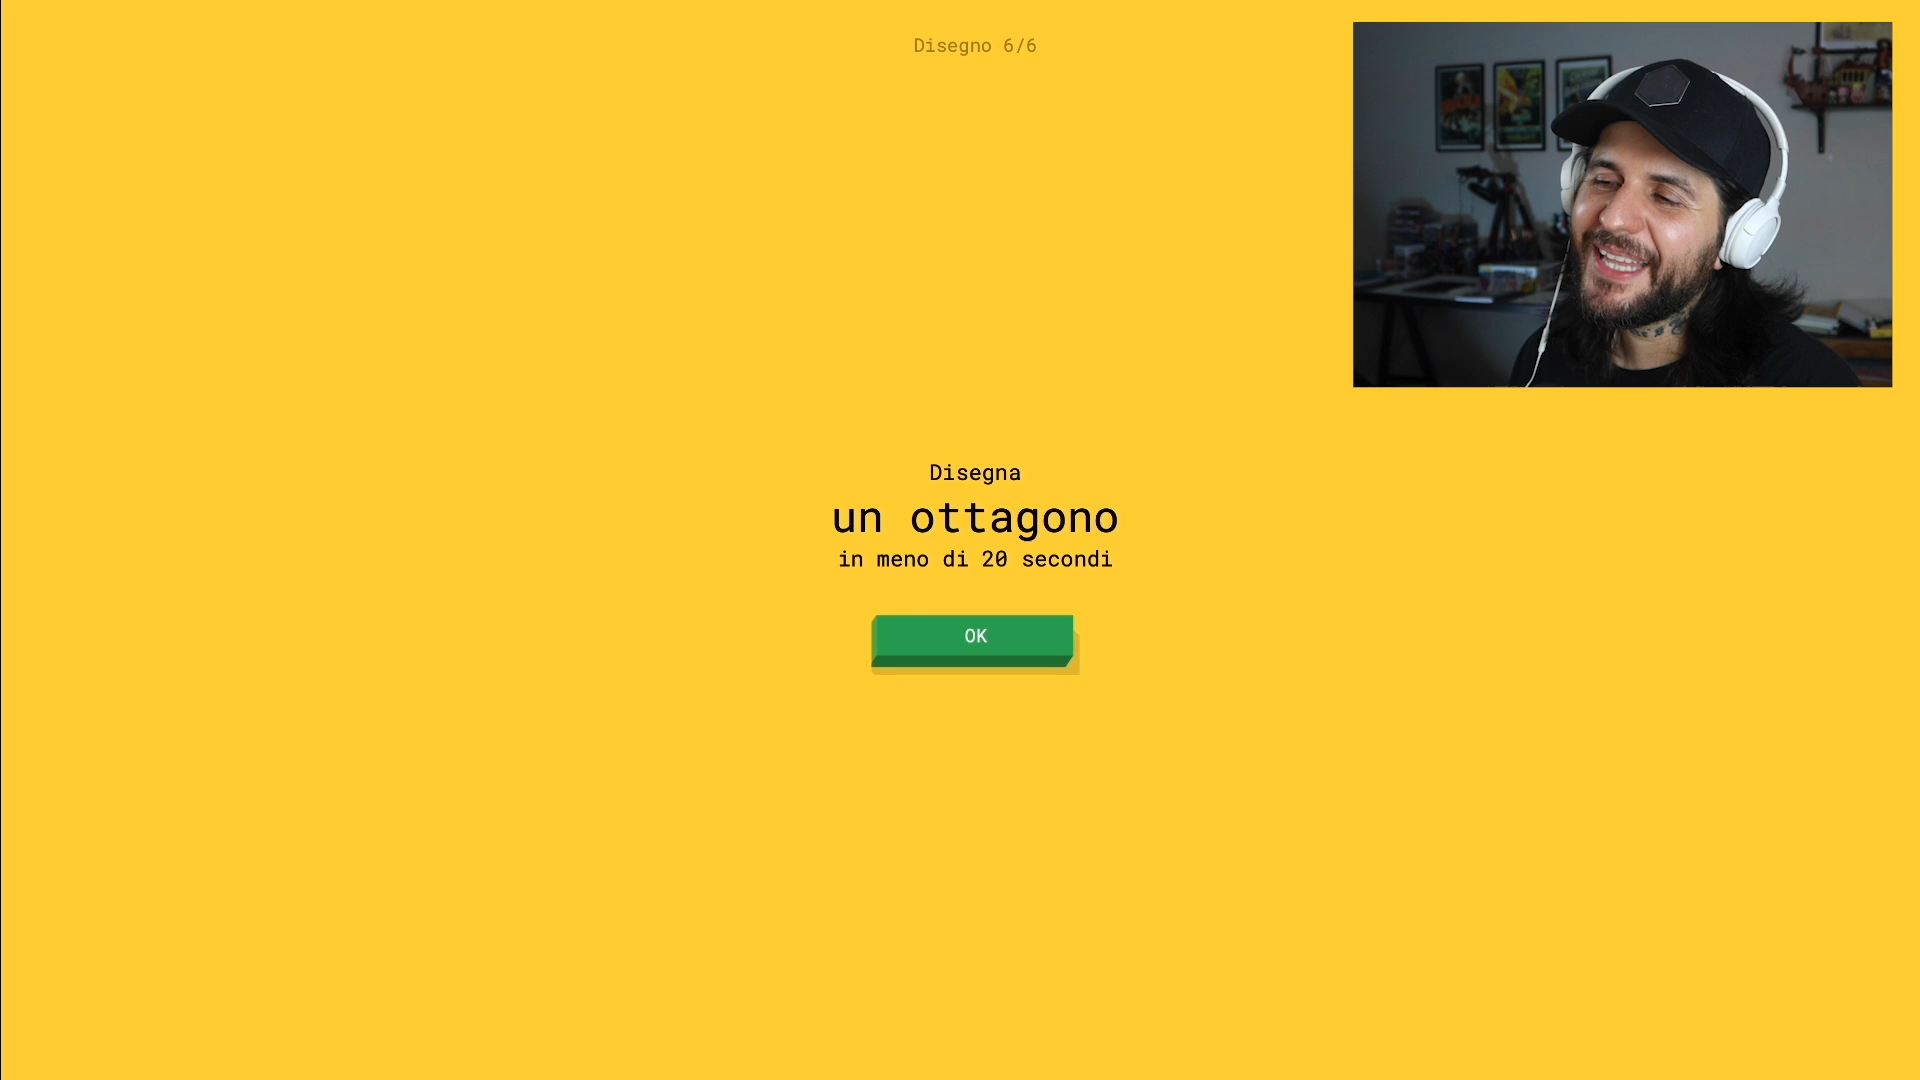 Disegno 6/6
Disegna
un ottagono
in meno di 20 secondi
OK